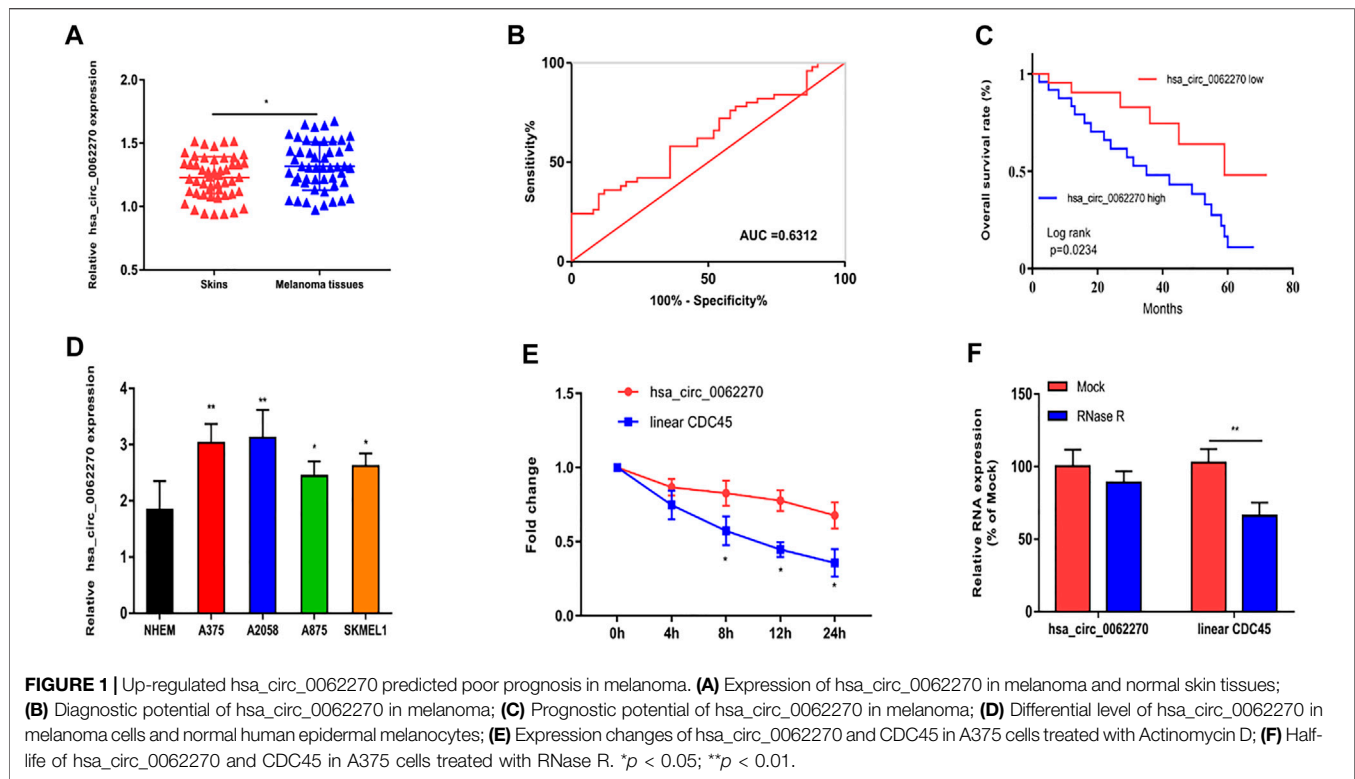 A
Relative hsa_circ_0062270 expression
2.0
1.5
1.0
0.5
*
Skins
Melanoma tissues
B
Sensitivity%
100
50
0
0
50
100
AUC =0.6312
100% - Specificity%
C
Overall survival rate (%)
1
0.5
0
hsa_circ_0062270 low
hsa_circ_0062270 high
Log rank
p=0.0234
0
20
40
60
80
Months
D
Relative hsa_circ_0062270 expression
4
3
2
1
0
**
**
*
*
NHEM
A375
A2058
A875
SKMEL1
E
hsa_circ_0062270
linear CDC45
Fold change
1.5
1.0
0.5
0.0
*
*
*
0h
4h
8h
12h
24h
F
Mock
RNase R
Relative RNA expression
(% of Mock)
150
100
50
0
**
hsa_circ_0062270
linear CDC45
FIGURE 1 | Up-regulated hsa_circ_0062270 predicted poor prognosis in melanoma. (A) Expression of hsa_circ_0062270 in melanoma and normal skin tissues;
(B) Diagnostic potential of hsa_circ_0062270 in melanoma; (C) Prognostic potential of hsa_circ_0062270 in melanoma; (D) Differential level of hsa_circ_0062270 in
melanoma cells and normal human epidermal melanocytes; (E) Expression changes of hsa_circ_0062270 and CDC45 in A375 cells treated with Actinomycin D; (F) Half-
life of hsa_circ_0062270 and CDC45 in A375 cells treated with RNase R. *p < 0.05; **p < 0.01.